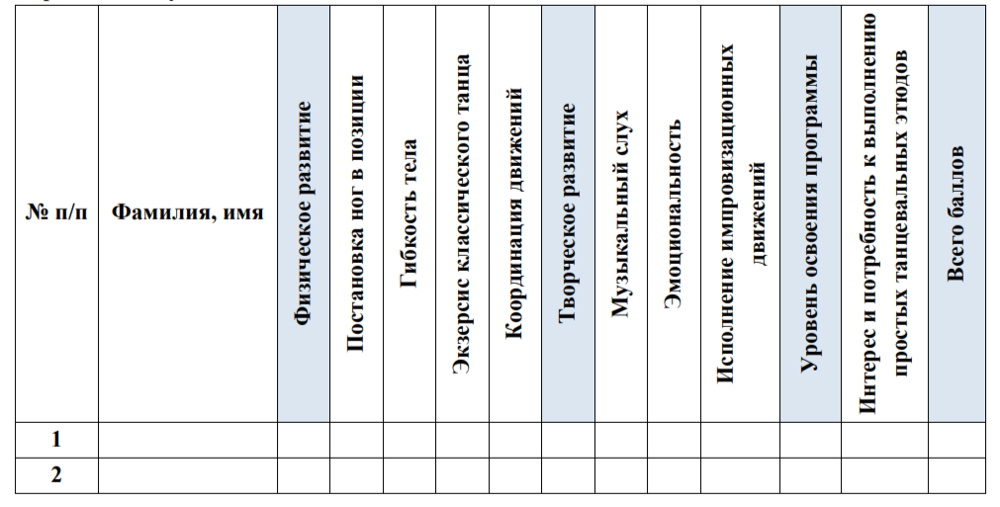 № п/п
Фамилия, имя
Физическое развитие
Постановка ног в позиции
Гибкость тела
Экзерсис классического танца
Координация движений
Творческое развитие
Музыкальный слух
Эмоциональность
Исполнение импровизационных
движений
Уровень освоения программы
Интерес и потребность к выполнению
простых танцевальных этюдов
Всего баллов
1
2